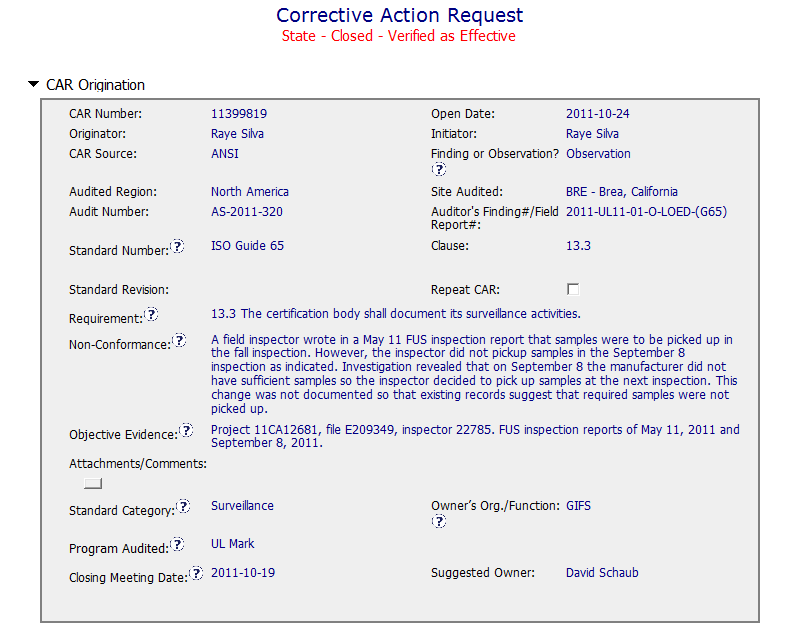 Corrective Action Request
State - Closed - Verified as Effective
CAR Origination
CAR Number: 11399819 Open Date: 2011-10-24
Originator: Raye Silva Initiator: Raye Silva
CAR Source: ANSI Finding or Observation? Observation
?
Audited Region: North America Site Audited: BRE - Brea, California
Audit Number: AS-2011-320 Auditor's Finding#/Field 2011-UL11-01-O-LOED-(G65)
Report#:
Standard Number: ? ISO Guide 65 Clause: 13.3
Standard Revision: Repeat CAR:
Requirement: ? 13.3 The certification body shall document its surveillance activities.
Non-Conformance: ? A field inspector wrote in a May 11 FUS inspection report that samples were to be picked up in
the fall inspection. However, the inspector did not pickup samples in the September 8
inspection as indicated. Investigation revealed that on September 8 the manufacturer did not
have sufficient samples so the inspector decided to pick up samples at the next inspection. This
change was not documented so that existing records suggest that required samples were not
picked up.
Objective Evidence: ? Project 11CA12681, file E209349, inspector 22785. FUS inspection reports of May 11, 2011 and
September 8, 2011.
Attachments/Comments:
Standard Category: ? Surveillance Owner's Org./Function: GIFS
?
Program Audited: ? UL Mark
Closing Meeting Date: ? 2011-10-19 Suggested Owner: David Schaub